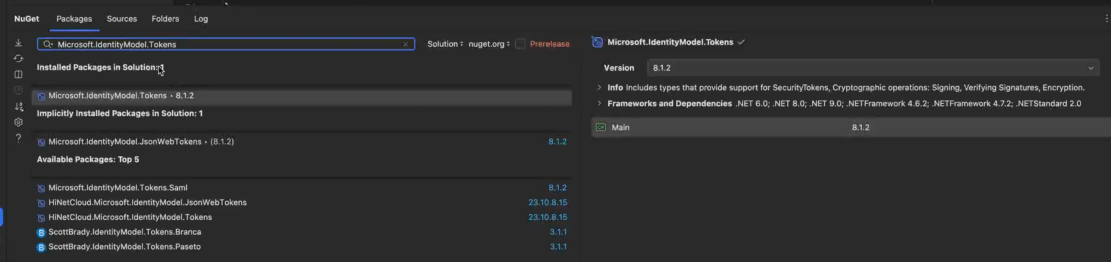 NuGet Packages Sources Folders Log
Microsoft.IdentityModel.Tokens
Solution nuget.org Prerelease
Installed Packages in Solution: 1
Microsoft.IdentityModel.Tokens • 8.1.2
Implicitly Installed Packages in Solution: 1
Microsoft.IdentityModel.JsonWebTokens • (8.1.2) 8.1.2
Available Packages: Top 5
Microsoft.IdentityModel.Tokens.Saml 8.1.2
HiNetCloud.Microsoft.IdentityModel.JsonWebTokens 23.10.8.15
HiNetCloud.Microsoft.IdentityModel.Tokens 23.10.8.15
ScottBrady.IdentityModel.Tokens.Branca 3.1.1
ScottBrady.IdentityModel.Tokens.Paseto 3.1.1
Microsoft.IdentityModel.Tokens
Version 8.1.2
Info Includes types that provide support for SecurityTokens, Cryptographic operations: Signing, Verifying Signatures, Encryption.
Frameworks and Dependencies .NET 6.0; .NET 8.0; .NET 9.0; .NETFramework 4.6.2; .NETFramework 4.7.2; .NETStandard 2.0
Main 8.1.2